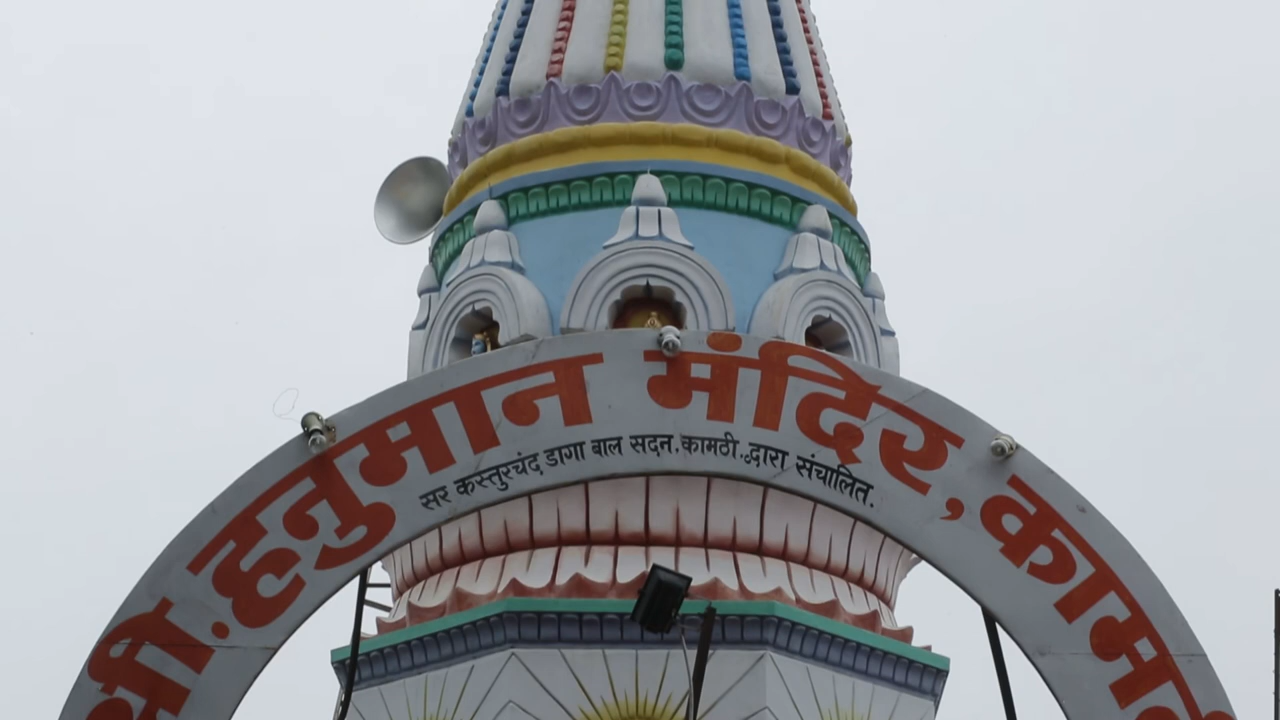 श्री.हनुमान मंदिर, कामठी
सर कस्तुरचंद डागा बाल सदन.कामठी.द्वारा संचालित.